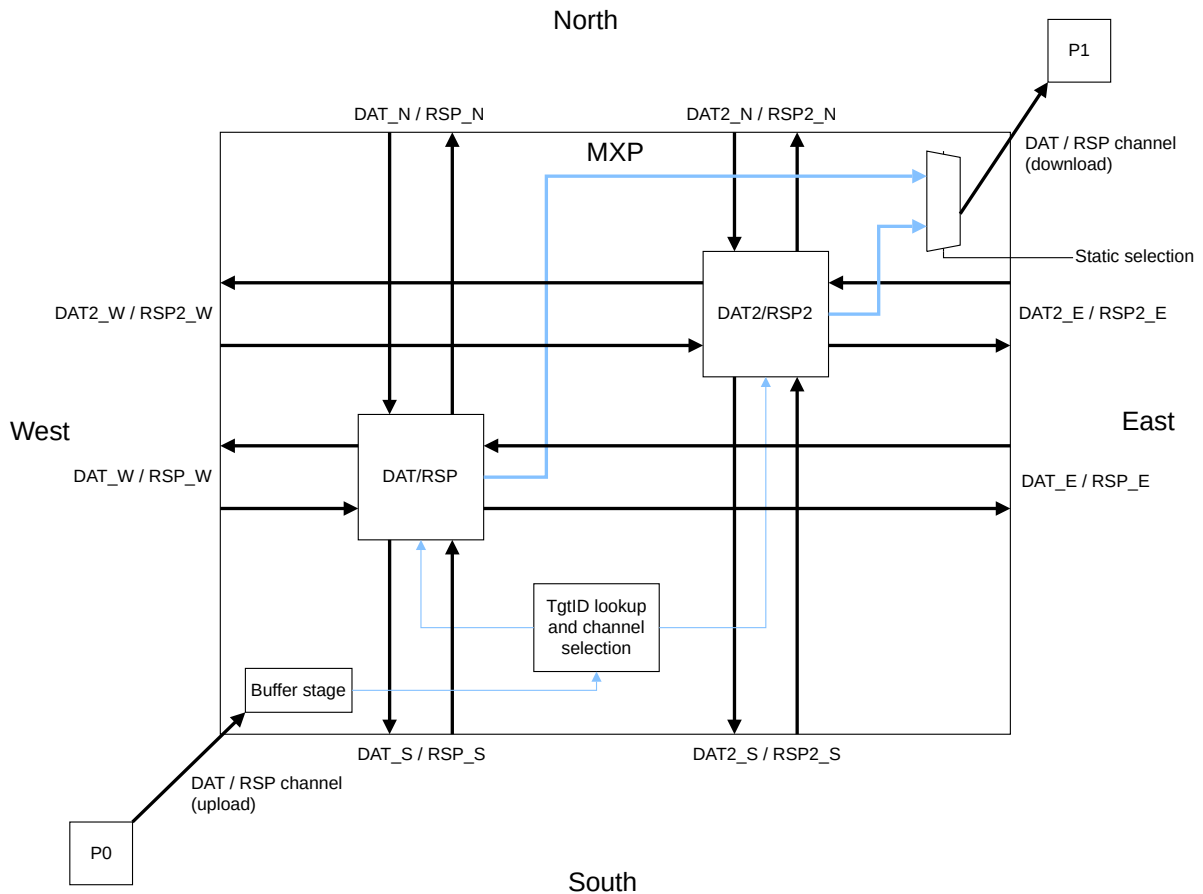 North
P1
DAT_N / RSP_N
DAT2_N / RSP2_N
MXP
DAT / RSP channel
(download)
Static selection
DAT2_W / RSP2_W
DAT2/RSP2
DAT2_E / RSP2_E
West
East
DAT_W / RSP_W
DAT/RSP
DAT_E / RSP_E
TgtID lookup
and channel
selection
Buffer stage
DAT_S / RSP_S
DAT2_S / RSP2_S
DAT / RSP channel
(upload)
P0
South